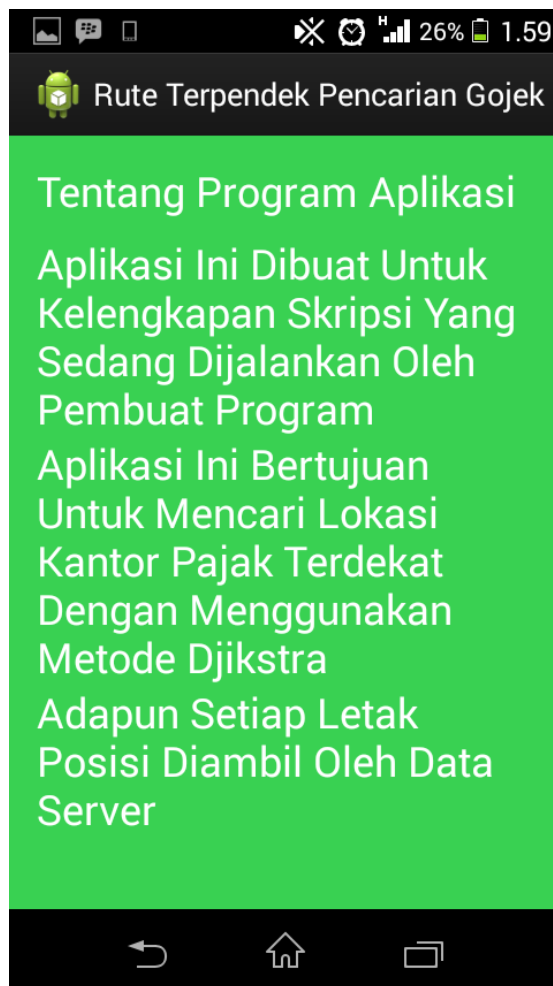 H 26% 1.59
Rute Terpendek Pencarian Gojek
Tentang Program Aplikasi
Aplikasi Ini Dibuat Untuk
Kelengkapan Skripsi Yang
Sedang Dijalankan Oleh
Pembuat Program
Aplikasi Ini Bertujuan
Untuk Mencari Lokasi
Kantor Pajak Terdekat
Dengan Menggunakan
Metode Djikstra
Adapun Setiap Letak
Posisi Diambil Oleh Data
Server